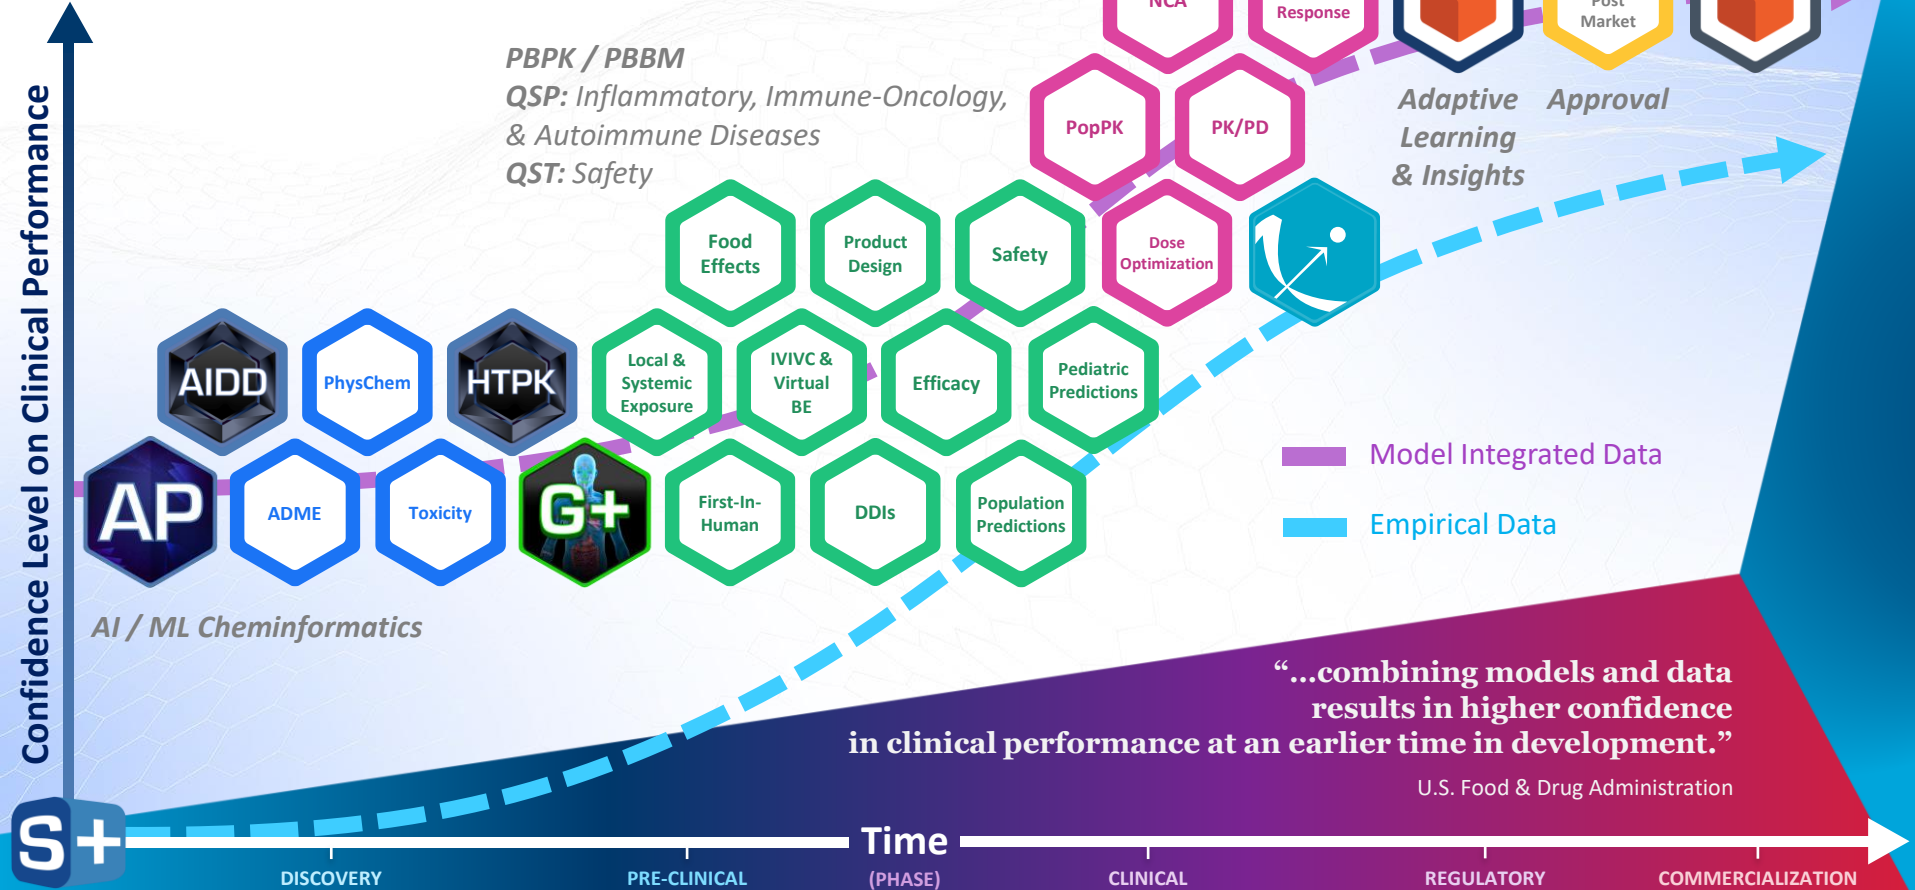 Confidence Level on Clinical Performance
NCA
Response
Post
Market
PBPK / PBBM
QSP: Inflammatory, Immune-Oncology,
& Autoimmune Diseases
QST: Safety
PopPK
PK/PD
Adaptive
Learning
& Insights
Approval
Food
Effects
Product
Design
Safety
Dose
Optimization
AIDD
PhysChem
HTPK
Local &
Systemic
Exposure
IVIVC &
Virtual
BE
Efficacy
Pediatric
Predictions
AP
ADME
Toxicity
G+
First-In-
Human
DDIs
Population
Predictions
Model Integrated Data
Empirical Data
AI / ML Cheminformatics
“...combining models and data
results in higher confidence
in clinical performance at an earlier time in development.”
U.S. Food & Drug Administration
S+
Time
(PHASE)
DISCOVERY
PRE-CLINICAL
CLINICAL
REGULATORY
COMMERCIALIZATION